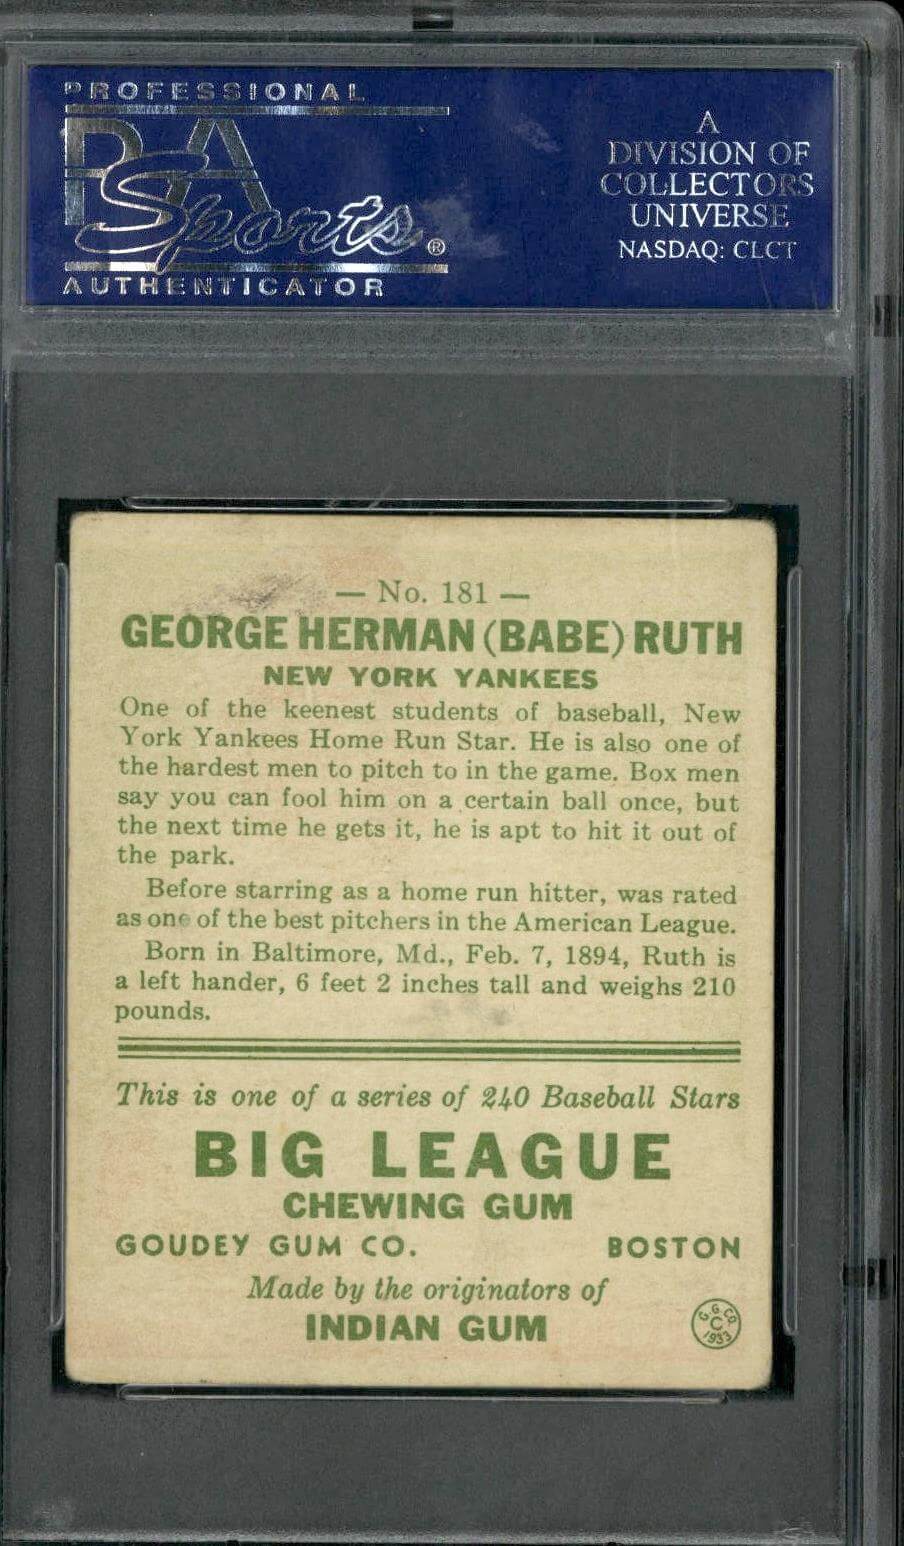 PROFESSIONAL
PSA
Sports®
AUTHENTICATOR
A
DIVISION OF
COLLECTORS
UNIVERSE
NASDAQ: CLCT
— No. 181 —
GEORGE HERMAN (BABE) RUTH
NEW YORK YANKEES
One of the keenest students of baseball, New
York Yankees Home Run Star. He is also one of
the hardest men to pitch to in the game. Box men
say you can fool him on a certain ball once, but
the next time he gets it, he is apt to hit it out of
the park.
Before starring as a home run hitter, was rated
as one of the best pitchers in the American League.
Born in Baltimore, Md., Feb. 7, 1894, Ruth is
a left hander, 6 feet 2 inches tall and weighs 210
pounds.
This is one of a series of 240 Baseball Stars
BIG LEAGUE
CHEWING GUM
GOUDEY GUM CO. BOSTON
Made by the originators of
INDIAN GUM
G.G.CO.
C
1933